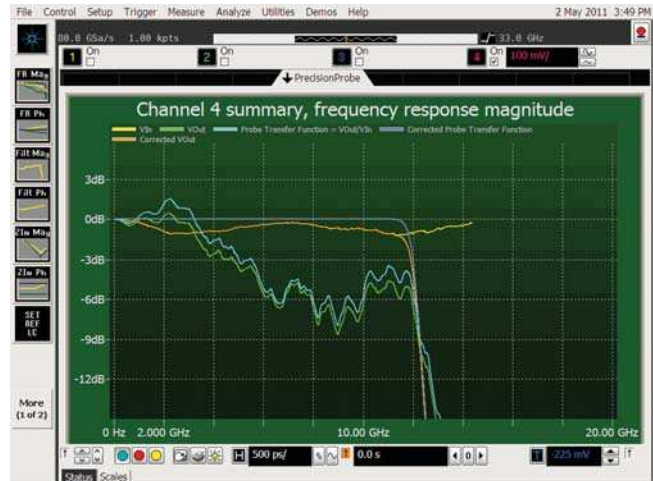 File Control Setup Trigger Measure Analyze Utilities Demos Help 2 May 2011 3:49 PM
80.0 GSa/s 1.00 kpts 33.0 GHz
1 On 2 On 3 On 4 On 100 mV/
PrecisionProbe
FR Mag
FR Ph
Filt Mag
Filt Ph
ZIn Mag
ZIn Ph
SET
REF
LC
More
(1 of 2)
Channel 4 summary, frequency response magnitude
VIn VOut Probe Transfer Function = VOut/VIn Corrected Probe Transfer Function
Corrected VOut
3dB
0dB
-3dB
-6dB
-9dB
-12dB
0 Hz 2.000 GHz 10.00 GHz 20.00 GHz
H 500 ps/ T 0.0 s 0 T -225 mV
Status Scales